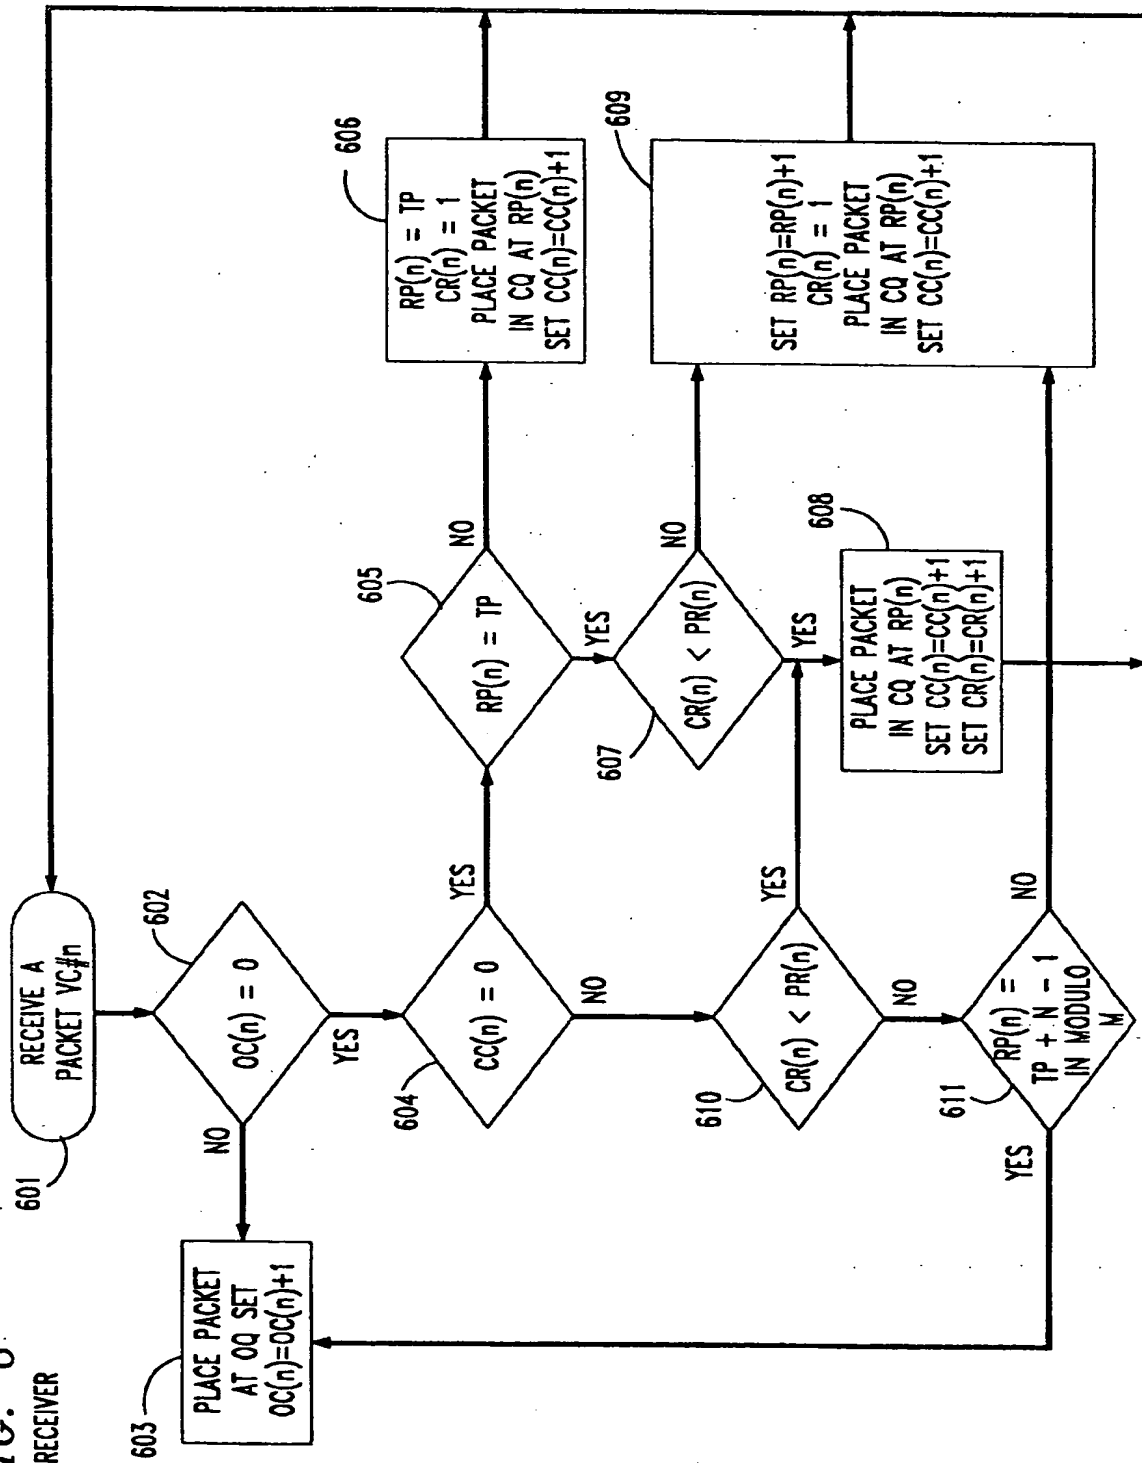 RECEIVER
601
RECEIVE A
PACKET VC#n
602
OC(n) = 0
NO
YES
603
PLACE PACKET
AT OQ SET
OC(n)=OC(n)+1
604
CC(n) = 0
YES
NO
605
RP(n) = TP
NO
YES
606
RP(n) = TP
CR(n) = 1
PLACE PACKET
IN CQ AT RP(n)
SET CC(n)=CC(n)+1
607
CR(n) < PR(n)
NO
YES
608
PLACE PACKET
IN CQ AT RP(n)
SET CC(n)=CC(n)+1
SET CR(n)=CR(n)+1
609
SET RP(n)=RP(n)+1
CR(n) = 1
PLACE PACKET
IN CQ AT RP(n)
SET CC(n)=CC(n)+1
610
CR(n) < PR(n)
YES
NO
611
RP(n) =
TP + N - 1
IN MODULO
M
YES
NO